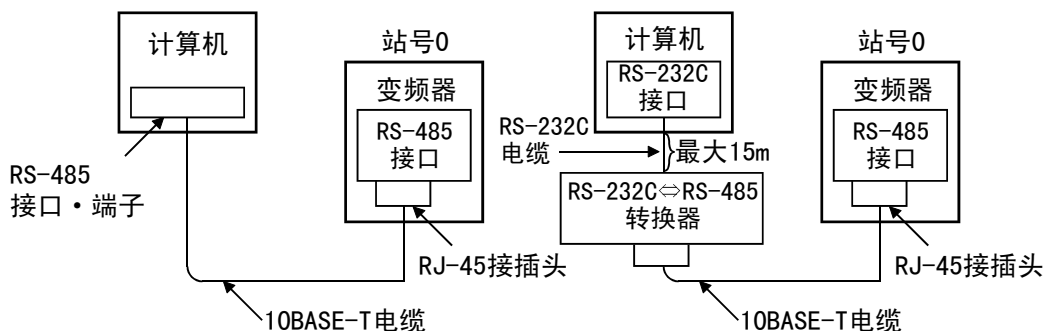 计算机
RS-485
接口·端子
站号0
变频器
RS-485
接口
RJ-45接插头
10BASE-T电缆
计算机
RS-232C
接口
RS-232C
电缆
最大15m
RS-232C⇔RS-485
转换器
站号0
变频器
RS-485
接口
RJ-45接插头
10BASE-T电缆